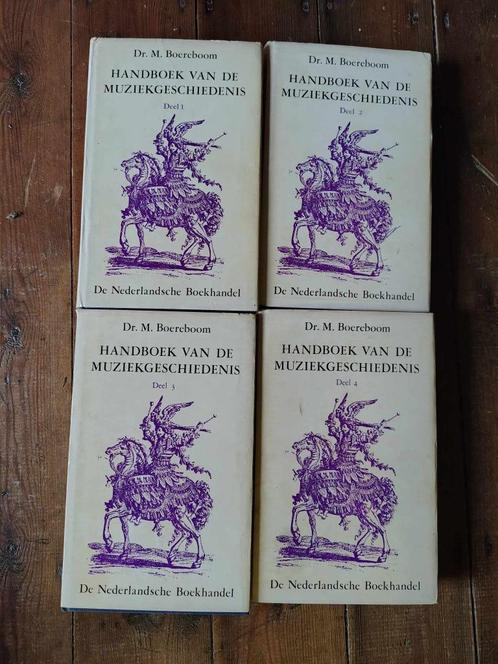 Dr. M. Boereboom
HANDBOEK VAN DE
MUZIEKGESCHIEDENIS
Deel 1
De Nederlandsche Boekhandel
Dr. M. Boereboom
HANDBOEK VAN DE
MUZIEKGESCHIEDENIS
Deel 2
De Nederlandsche Boekhandel
Dr. M. Boereboom
HANDBOEK VAN DE
MUZIEKGESCHIEDENIS
Deel 3
De Nederlandsche Boekhandel
Dr. M. Boereboom
HANDBOEK VAN DE
MUZIEKGESCHIEDENIS
Deel 4
De Nederlandsche Boekhandel